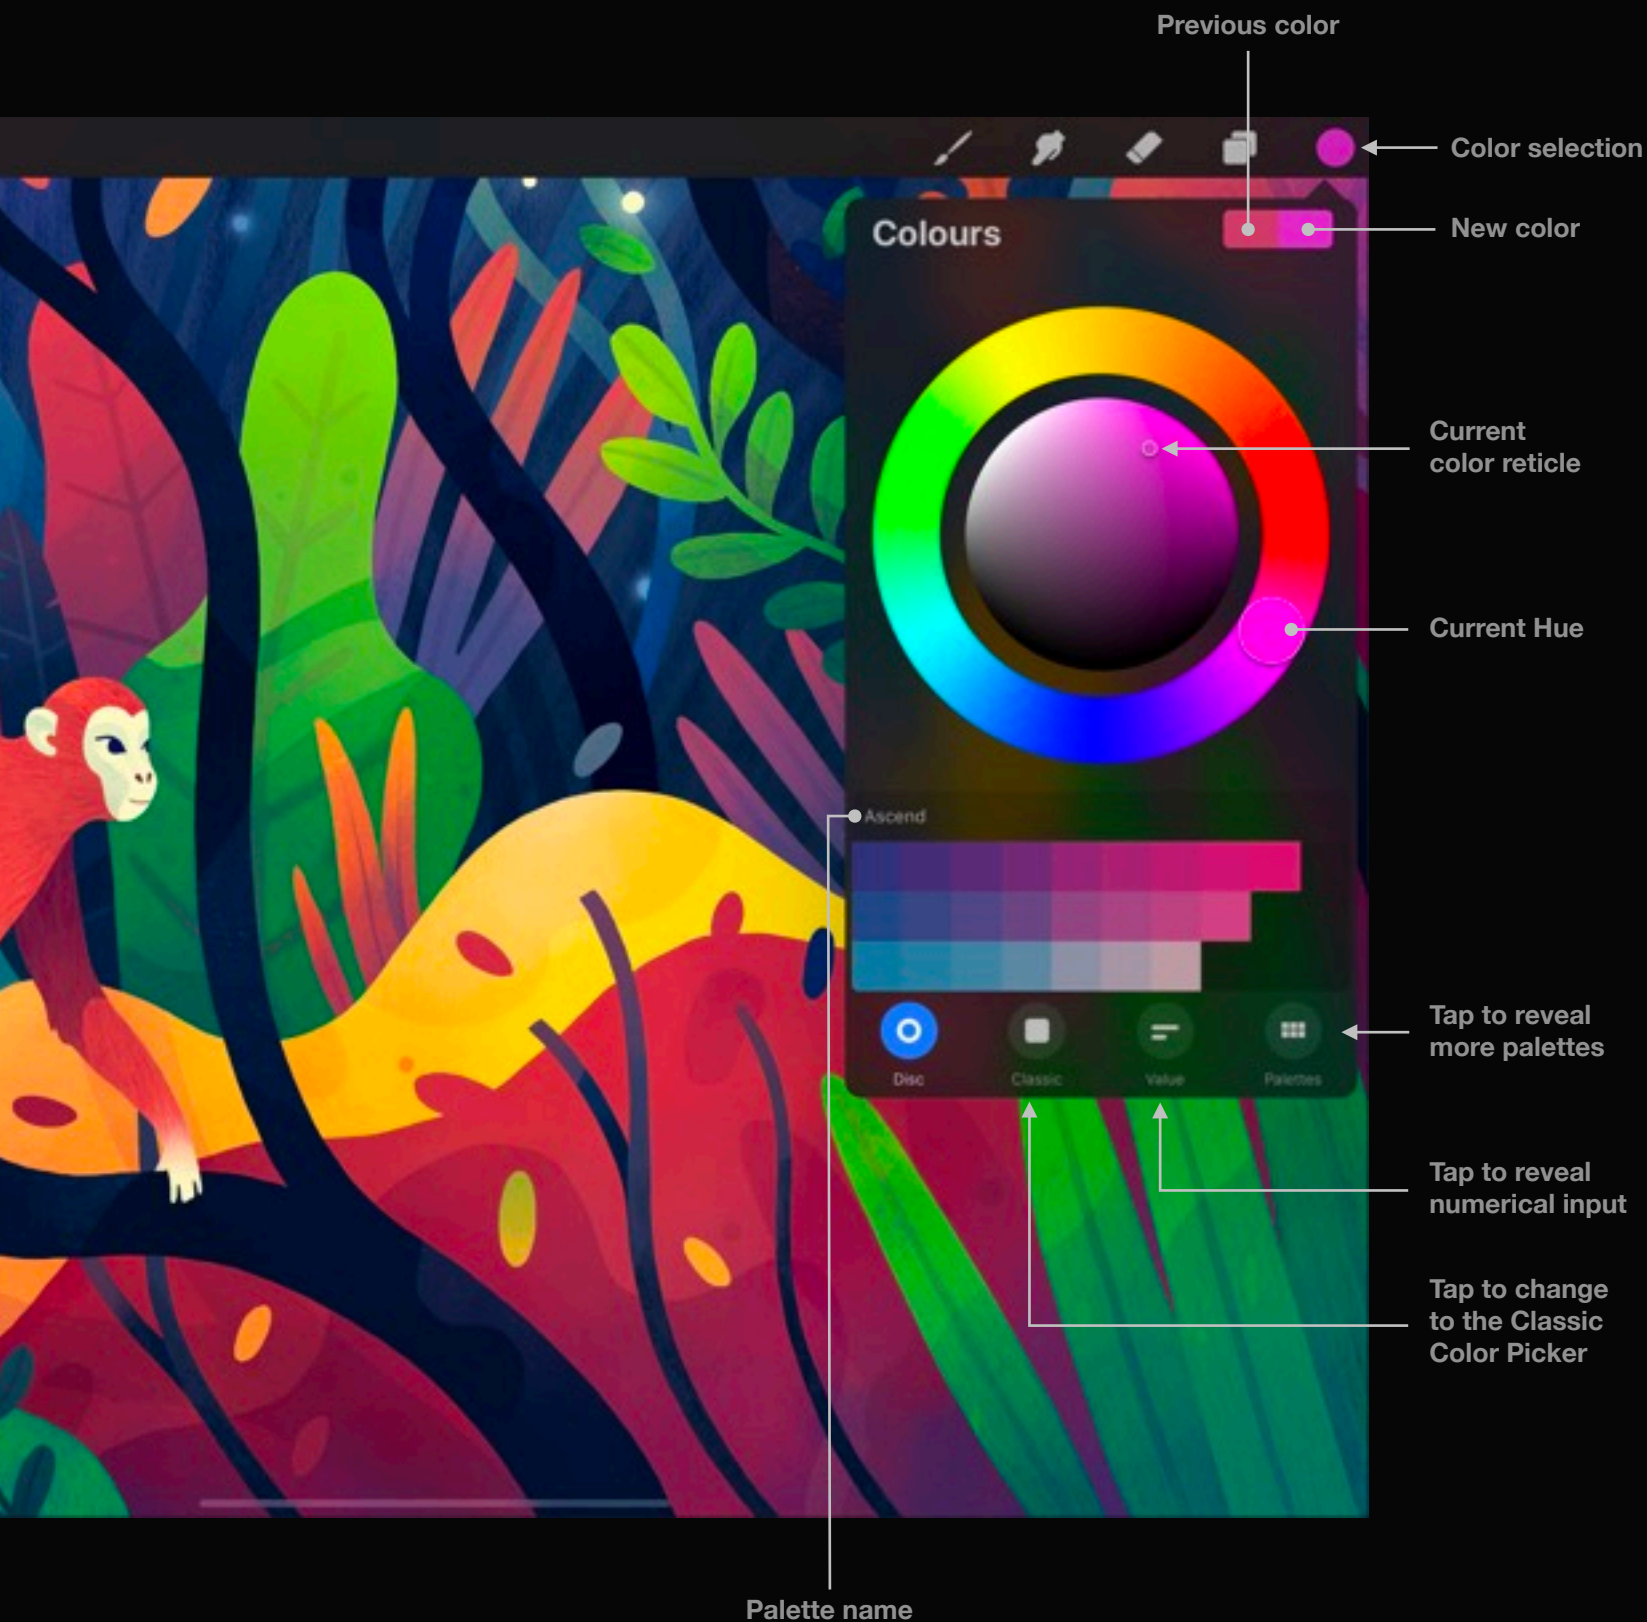 Previous color
Color selection
Colours
New color
Current
color reticle
Current Hue
Ascend
Tap to reveal
more palettes
Disc
Classic
Value
Palettes
Tap to reveal
numerical input
Tap to change
to the Classic
Color Picker
Palette name